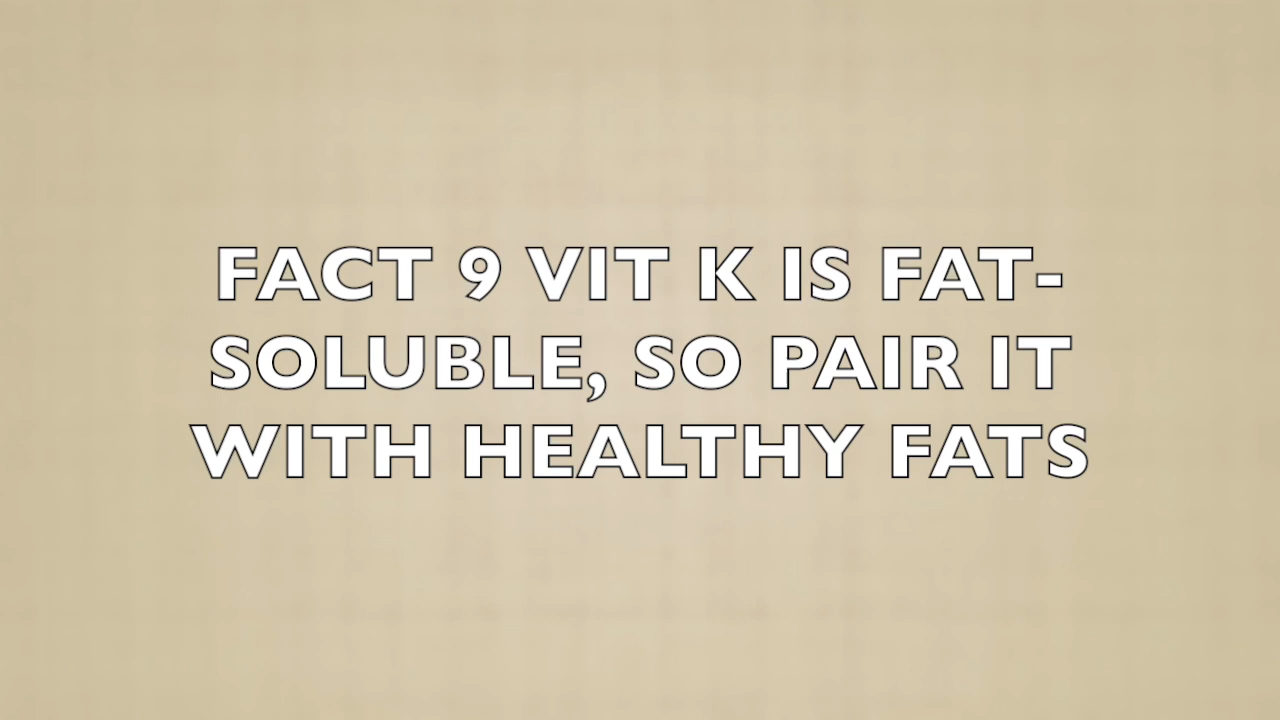 FACT 9 VIT K IS FAT-
SOLUBLE, SO PAIR IT
WITH HEALTHY FATS